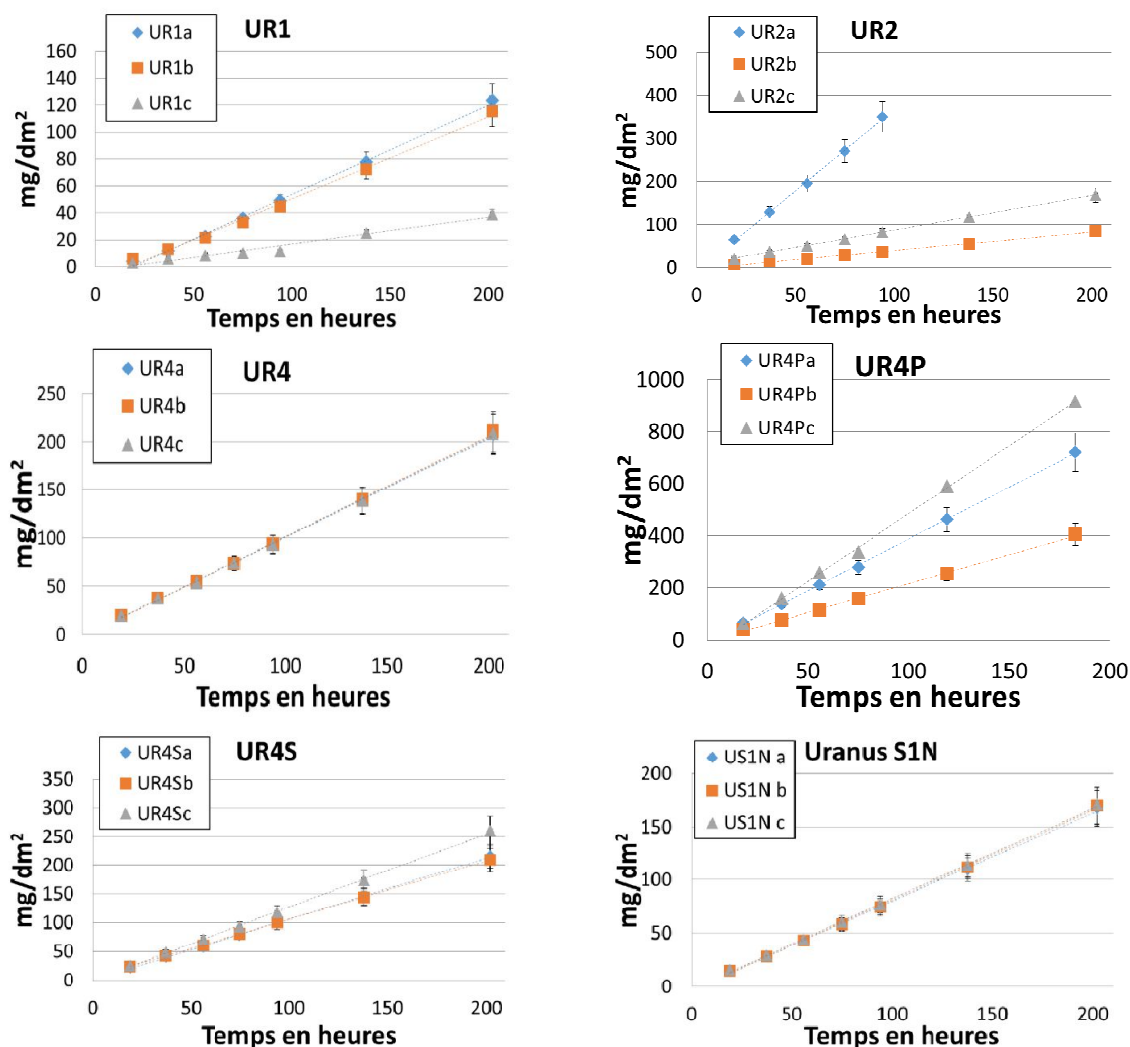 UR1
UR1a
UR1b
UR1c
mg/dm²
160
140
120
100
80
60
40
20
0
0 50 100 150 200
Temps en heures
UR2
UR2a
UR2b
UR2c
mg/dm²
500
400
300
200
100
0
0 50 100 150 200
Temps en heures
UR4
UR4a
UR4b
UR4c
mg/dm²
250
200
150
100
50
0
0 50 100 150 200
Temps en heures
UR4P
UR4Pa
UR4Pb
UR4Pc
mg/dm²
1000
800
600
400
200
0
0 50 100 150 200
Temps en heures
UR4S
UR4Sa
UR4Sb
UR4Sc
mg/dm²
350
300
250
200
150
100
50
0
0 50 100 150 200
Temps en heures
Uranus S1N
US1N a
US1N b
US1N c
mg/dm²
200
150
100
50
0
0 50 100 150 200
Temps en heures